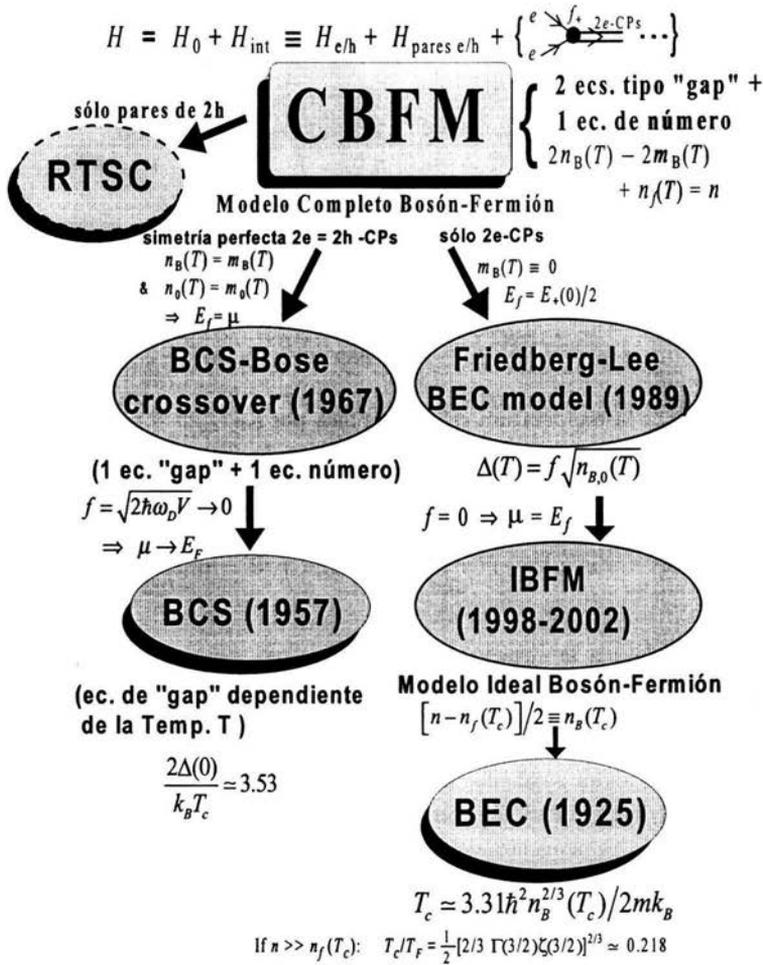 H = H₀ + H_int ≡ H_e/h + H_pares e/h + { e e f₊ 2e-CPs ⋯ }
CBFM
{ 2 ecs. tipo "gap" +
1 ec. de número
2n_B(T) − 2m_B(T)
+ n_f(T) = n
sólo pares de 2h
RTSC
Modelo Completo Bosón-Fermión
simetría perfecta 2e = 2h -CPs
n_B(T) = m_B(T)
& n₀(T) = m₀(T)
⇒ E_f = μ
sólo 2e-CPs
m_B(T) ≡ 0
E_f = E₊(0)/2
BCS-Bose
crossover (1967)
(1 ec. "gap" + 1 ec. número)
f = √(2ħω_D V) → 0
⇒ μ → E_F
BCS (1957)
(ec. de "gap" dependiente
de la Temp. T )
2Δ(0)/k_B T_c ≃ 3.53
Friedberg-Lee
BEC model (1989)
Δ(T) = f√(n_B,0(T))
f = 0 ⇒ μ = E_f
IBFM
(1998-2002)
Modelo Ideal Bosón-Fermión
[n − n_f(T_c)]/2 ≡ n_B(T_c)
BEC (1925)
T_c ≃ 3.31ħ² n_B^2/3(T_c)/2mk_B
If n >> n_f(T_c): T_c/T_F = ½[2/3 Γ(3/2)ζ(3/2)]^2/3 ≃ 0.218